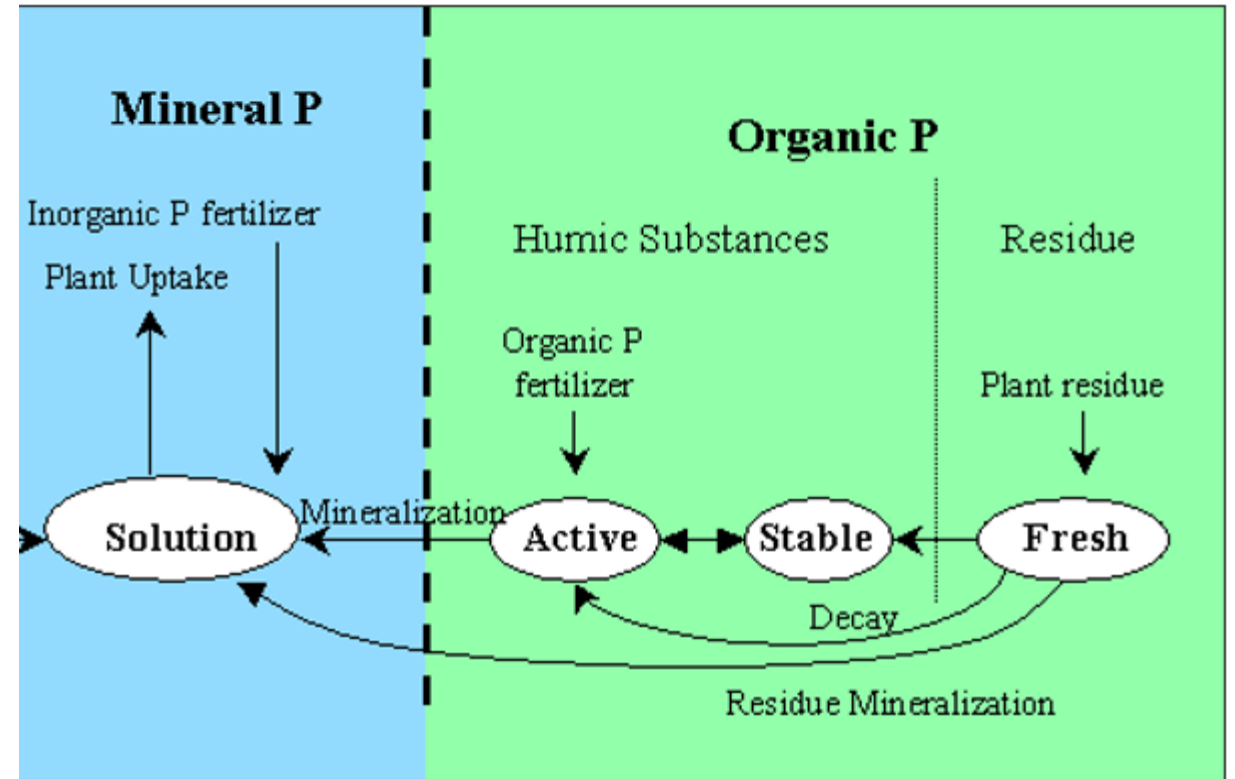 Mineral P
Organic P
Inorganic P fertilizer
Plant Uptake
Humic Substances
Residue
Organic P
fertilizer
Plant residue
Mineralization
Solution
Active
Stable
Fresh
Decay
Residue Mineralization